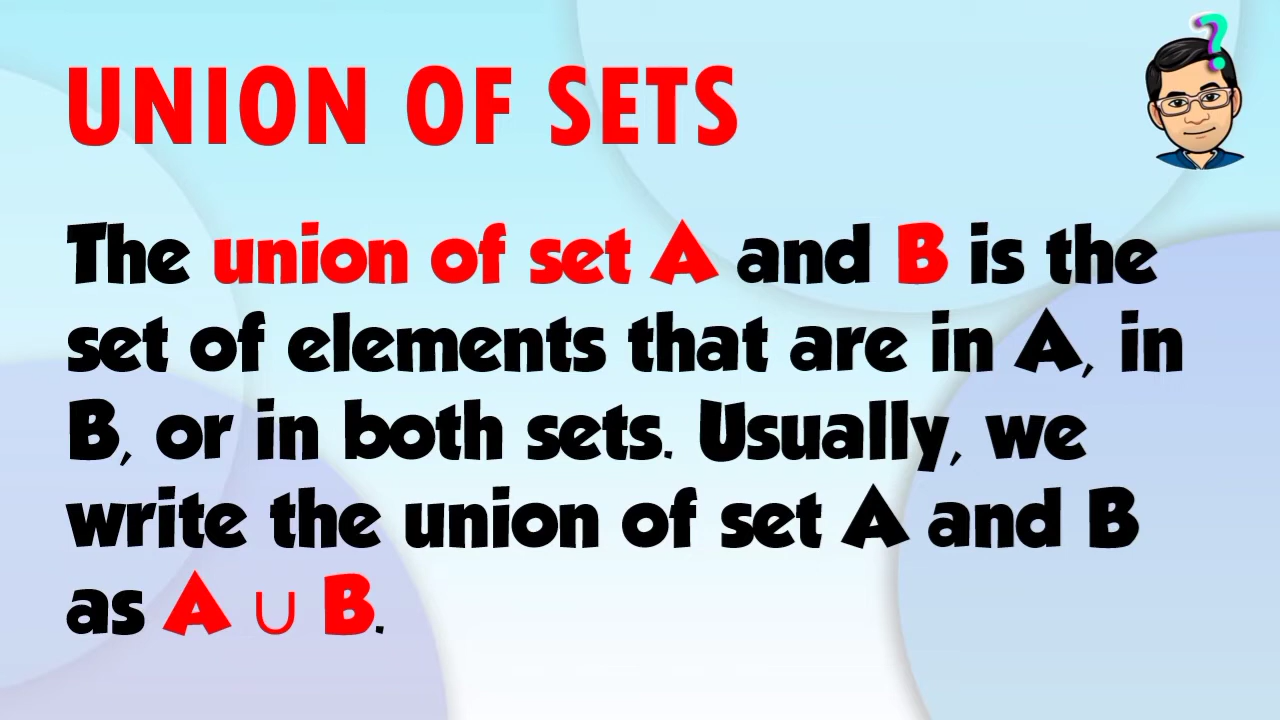 UNION OF SETS
The union of set A and B is the
set of elements that are in A, in
B, or in both sets. Usually, we
write the union of set A and B
as A ∪ B.